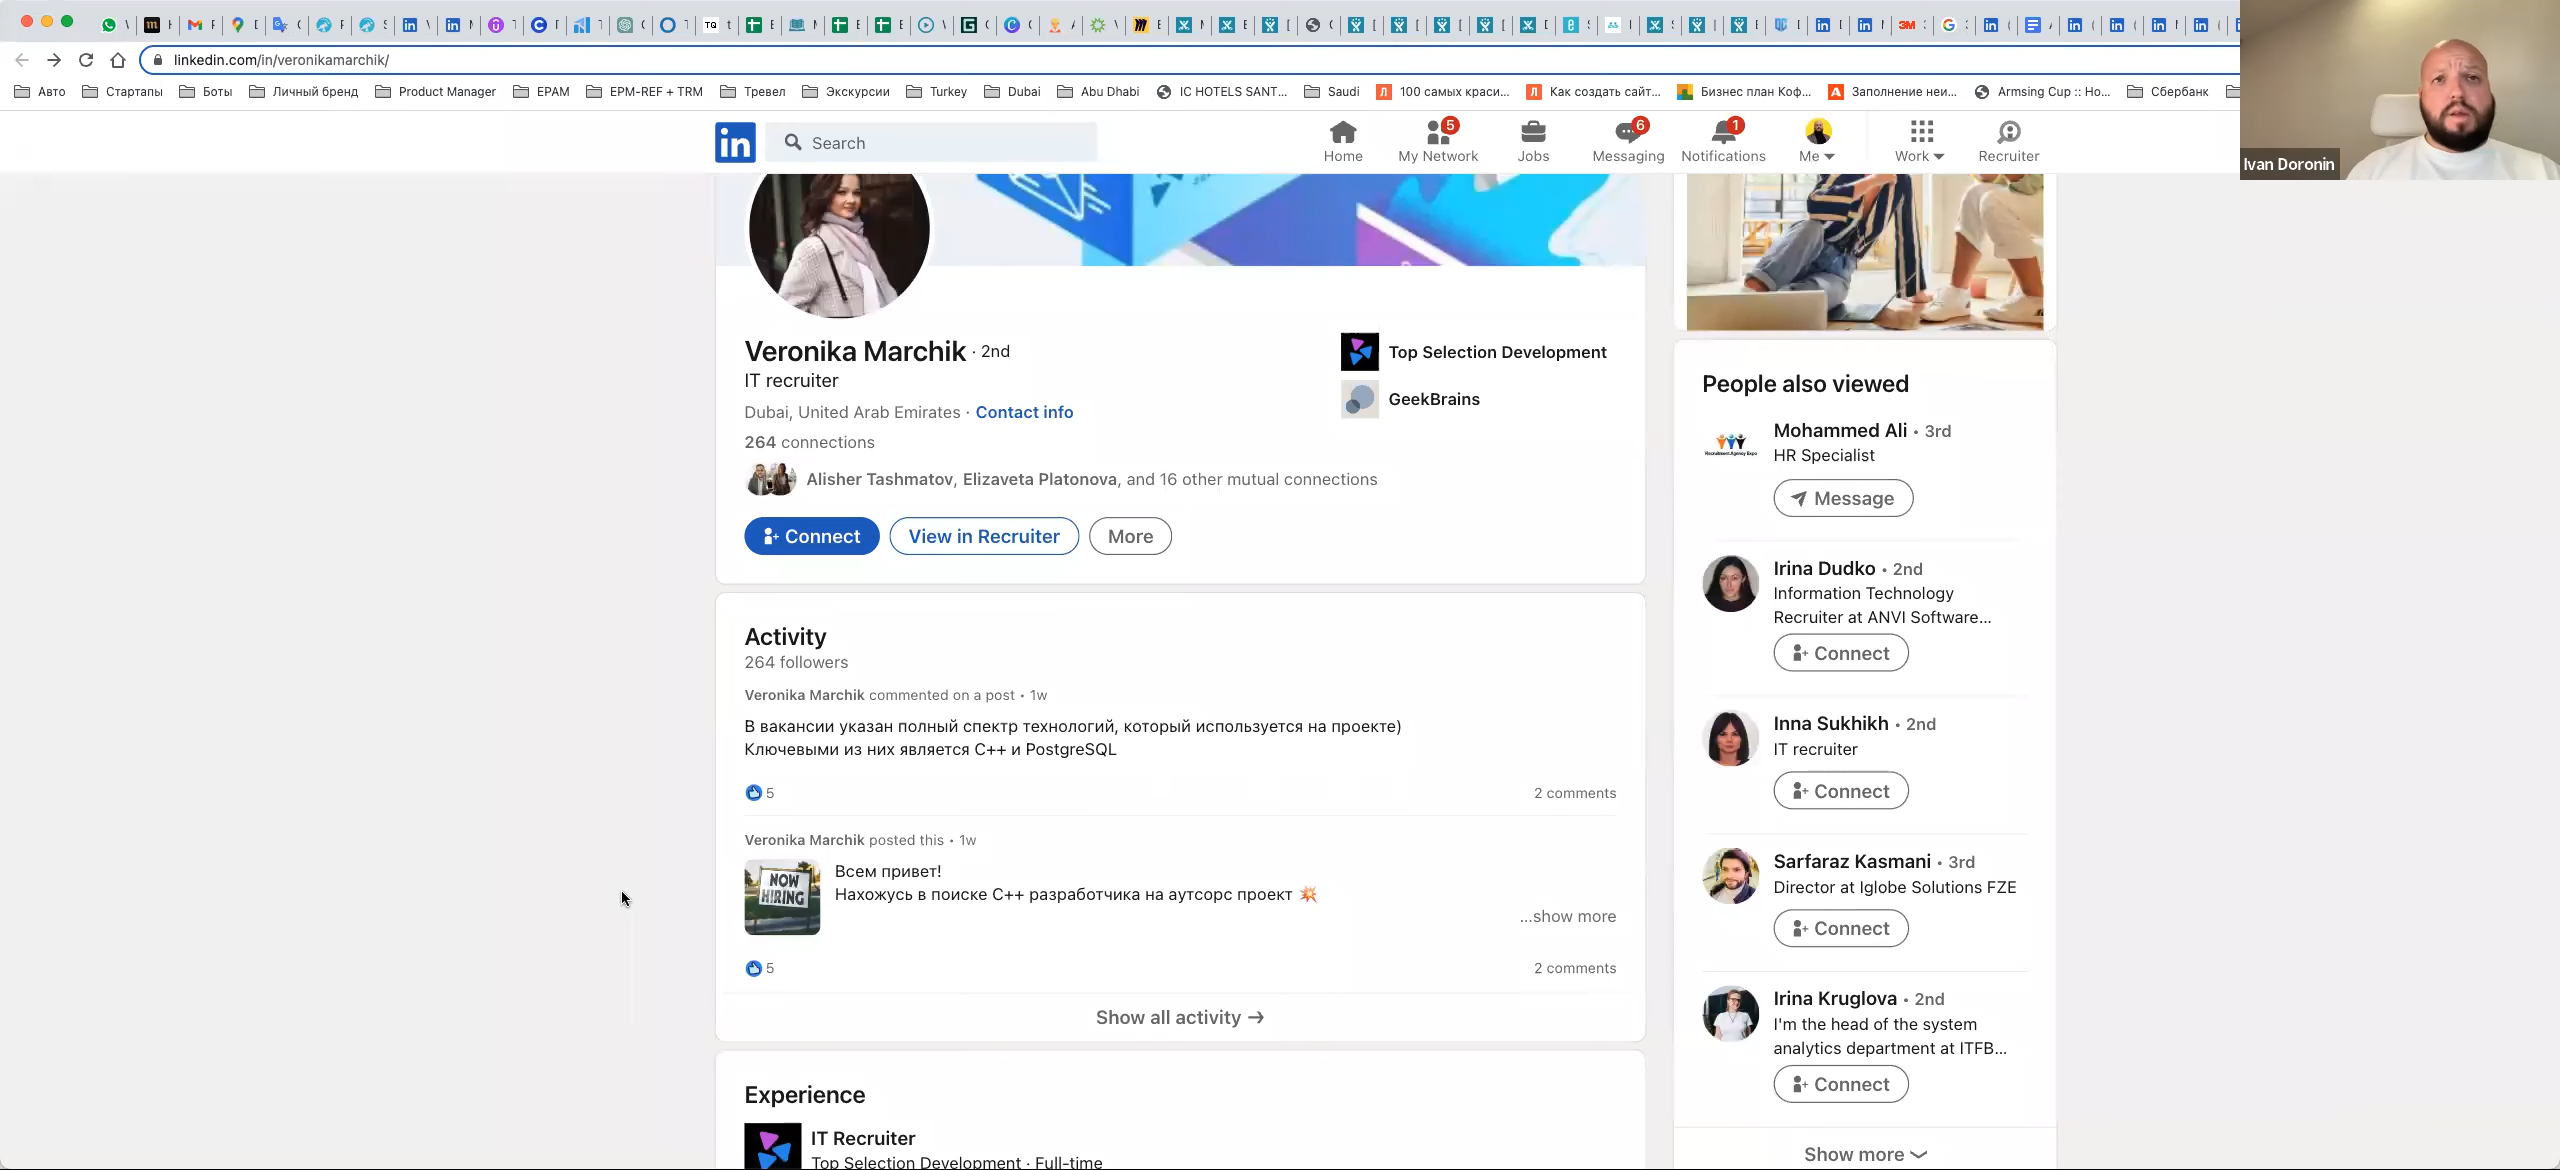 linkedin.com/in/veronikamarchik/
Авто
Стартапы
Боты
Личный бренд
Product Manager
EPAM
EPM-REF + TRM
Тревел
Экскурсии
Turkey
Dubai
Abu Dhabi
IC HOTELS SANT...
Saudi
100 самых краси...
Как создать сайт...
Бизнес план Коф...
Заполнение неи...
Armsing Cup :: Ho...
Сбербанк
Ivan Doronin
in
Search
Home
5
My Network
Jobs
6
Messaging
1
Notifications
Me
Work
Recruiter
Veronika Marchik · 2nd
IT recruiter
Dubai, United Arab Emirates · Contact info
264 connections
Alisher Tashmatov, Elizaveta Platonova, and 16 other mutual connections
Connect
View in Recruiter
More
Top Selection Development
GeekBrains
Activity
264 followers
Veronika Marchik commented on a post • 1w
В вакансии указан полный спектр технологий, который используется на проекте)
Ключевыми из них является C++ и PostgreSQL
5
2 comments
Veronika Marchik posted this • 1w
NOW
HIRING
Всем привет!
Нахожусь в поиске C++ разработчика на аутсорс проект 💥
...show more
5
2 comments
Show all activity →
Experience
IT Recruiter
Top Selection Development · Full-time
People also viewed
Mohammed Ali • 3rd
HR Specialist
Message
Recruitment Agency Expo
Irina Dudko • 2nd
Information Technology
Recruiter at ANVI Software...
Connect
Inna Sukhikh • 2nd
IT recruiter
Connect
Sarfaraz Kasmani • 3rd
Director at Iglobe Solutions FZE
Connect
Irina Kruglova • 2nd
I'm the head of the system
analytics department at ITFB...
Connect
Show more